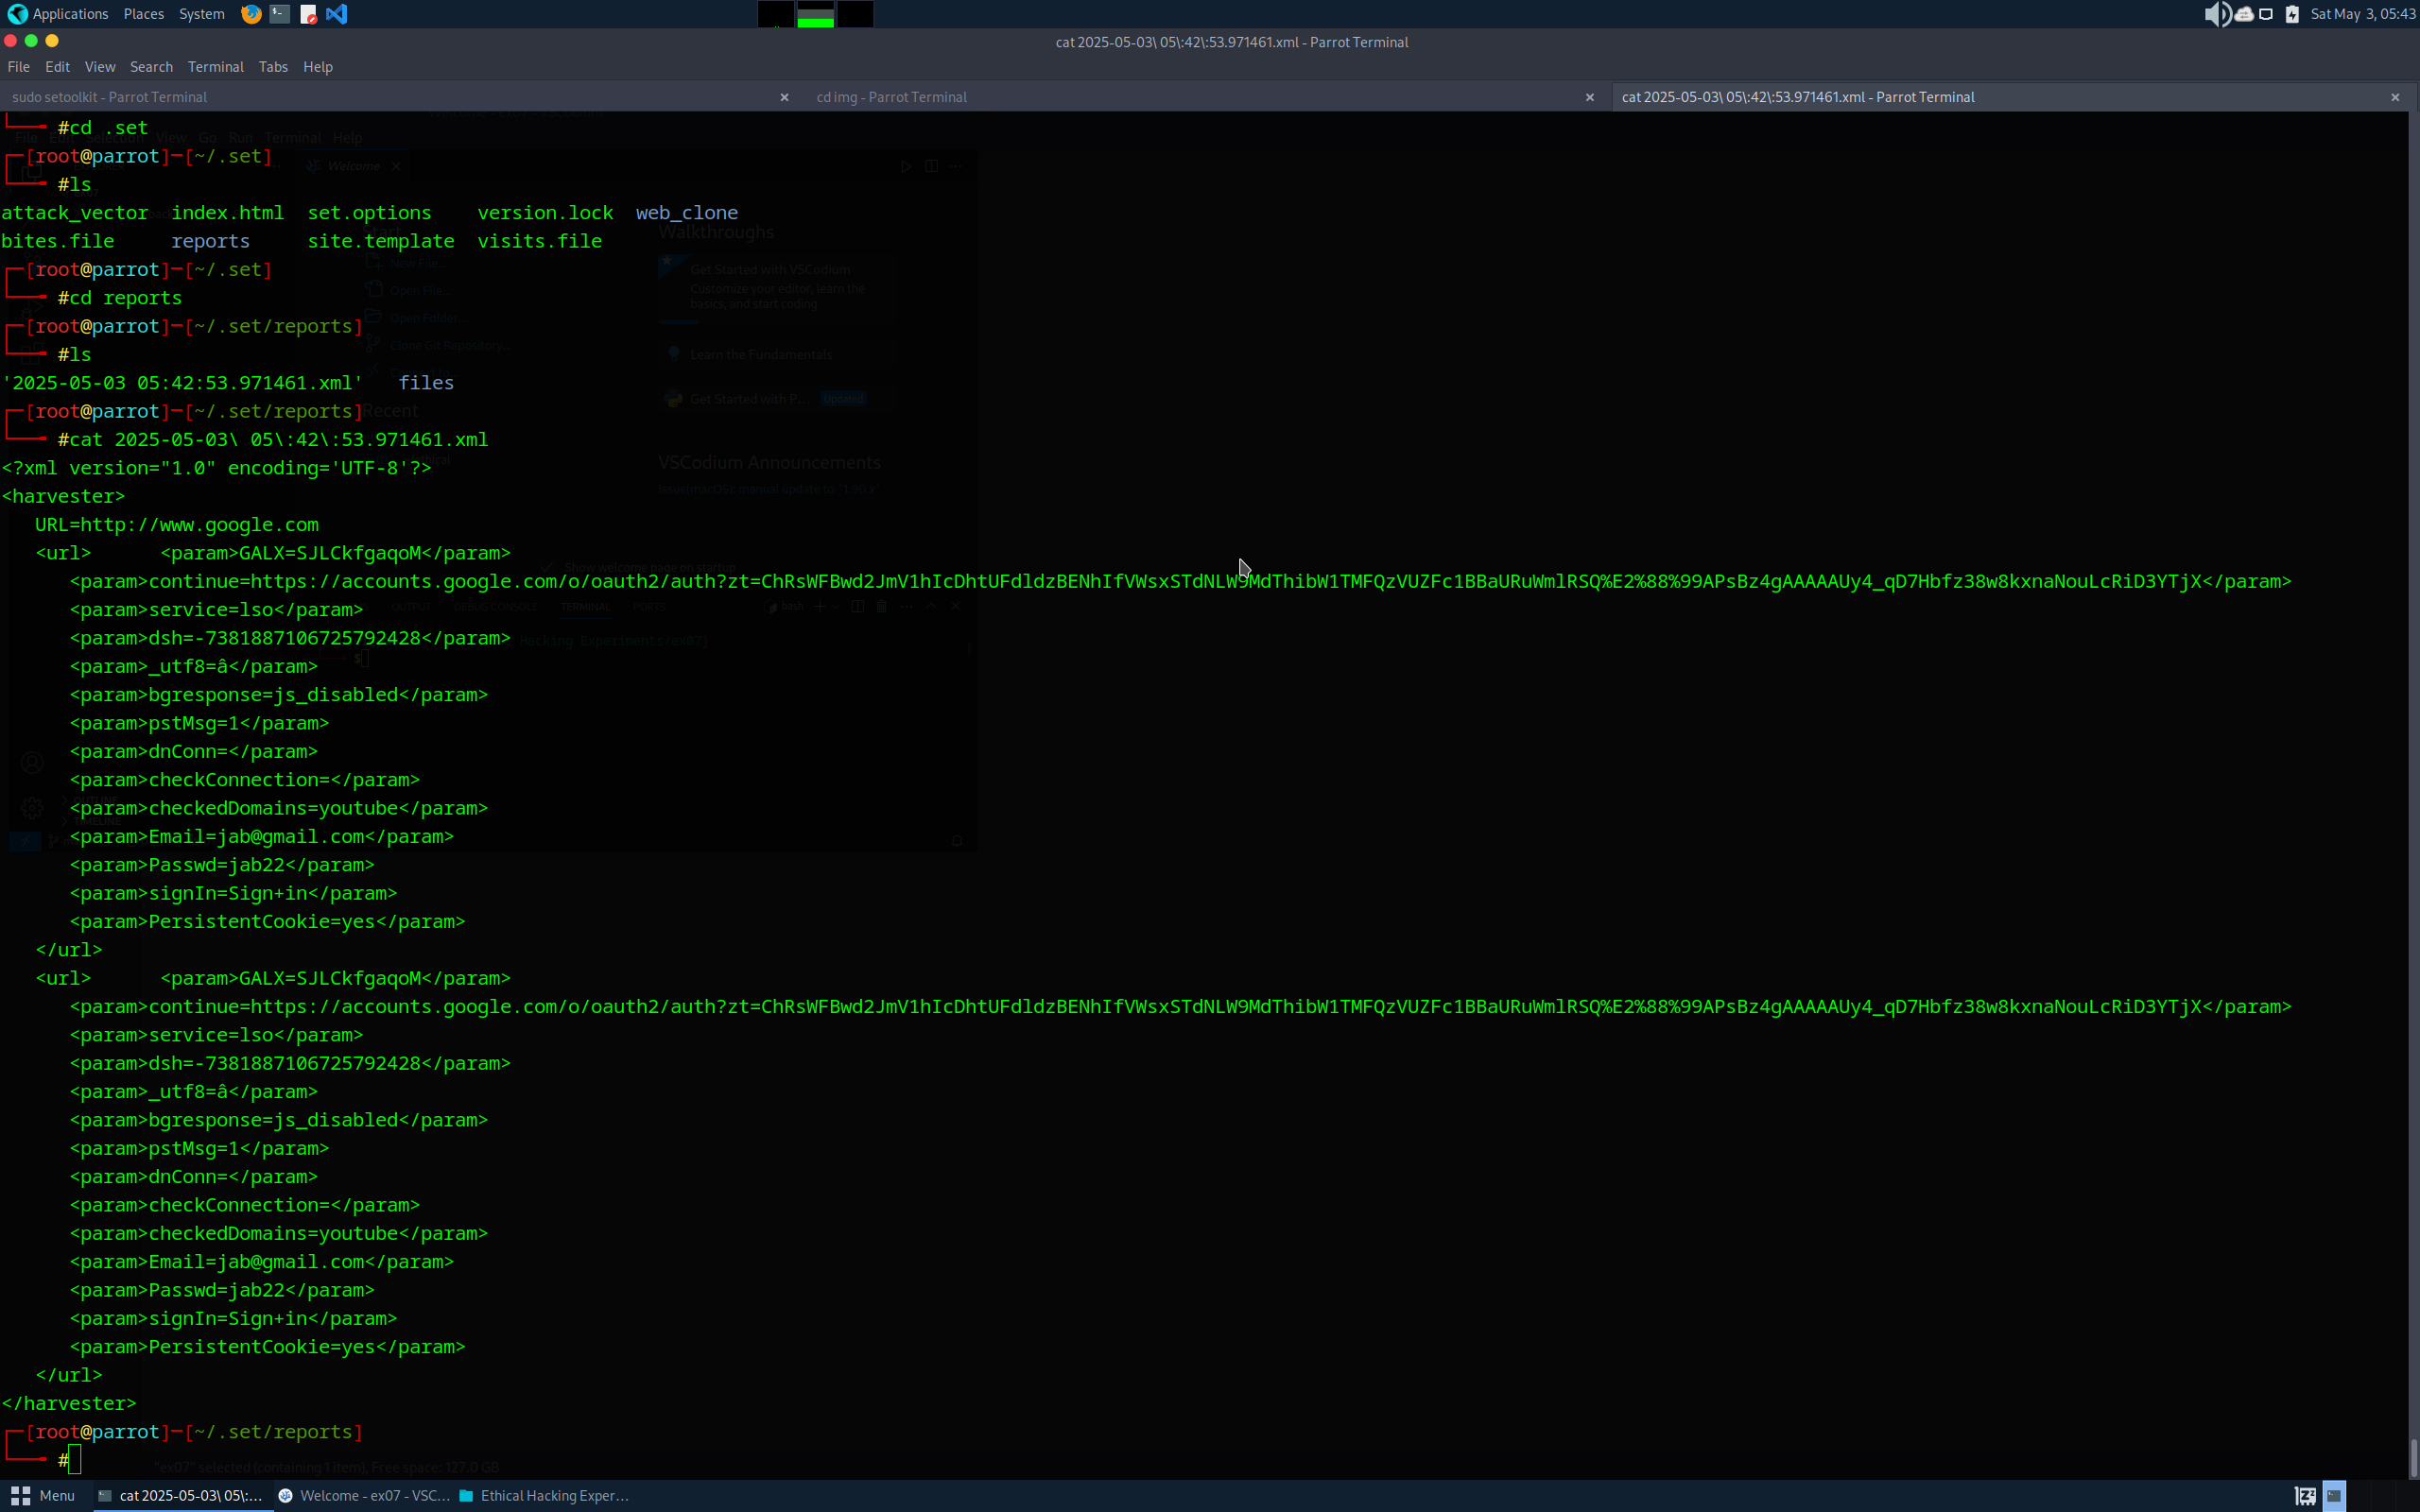 Applications Places System Sat May 3, 05:43
cat 2025-05-03\ 05\:42\:53.971461.xml - Parrot Terminal
File Edit View Search Terminal Tabs Help
sudo setoolkit - Parrot Terminal × cd img - Parrot Terminal × cat 2025-05-03\ 05\:42\:53.971461.xml - Parrot Terminal ×
#cd .set
[root@parrot]─[~/.set]
#ls
attack_vector index.html set.options version.lock web_clone
bites.file reports site.template visits.file
[root@parrot]─[~/.set]
#cd reports
[root@parrot]─[~/.set/reports]
#ls
'2025-05-03 05:42:53.971461.xml' files
[root@parrot]─[~/.set/reports]
#cat 2025-05-03\ 05\:42\:53.971461.xml
<?xml version="1.0" encoding='UTF-8'?>
<harvester>
URL=http://www.google.com
<url> <param>GALX=SJLCkfgaqoM</param>
<param>continue=https://accounts.google.com/o/oauth2/auth?zt=ChRsWFBwd2JmV1hIcDhtUFdldzBENhIfVWsxSTdNLW9MdThibW1TMFQzVUZFc1BBaURuWmlRSQ%E2%88%99APsBz4gAAAAAUy4_qD7Hbfz38w8kxnaNouLcRiD3YTjX</param>
<param>service=lso</param>
<param>dsh=-7381887106725792428</param>
<param>_utf8=â</param>
<param>bgresponse=js_disabled</param>
<param>pstMsg=1</param>
<param>dnConn=</param>
<param>checkConnection=</param>
<param>checkedDomains=youtube</param>
<param>Email=jab@gmail.com</param>
<param>Passwd=jab22</param>
<param>signIn=Sign+in</param>
<param>PersistentCookie=yes</param>
</url>
<url> <param>GALX=SJLCkfgaqoM</param>
<param>continue=https://accounts.google.com/o/oauth2/auth?zt=ChRsWFBwd2JmV1hIcDhtUFdldzBENhIfVWsxSTdNLW9MdThibW1TMFQzVUZFc1BBaURuWmlRSQ%E2%88%99APsBz4gAAAAAUy4_qD7Hbfz38w8kxnaNouLcRiD3YTjX</param>
<param>service=lso</param>
<param>dsh=-7381887106725792428</param>
<param>_utf8=â</param>
<param>bgresponse=js_disabled</param>
<param>pstMsg=1</param>
<param>dnConn=</param>
<param>checkConnection=</param>
<param>checkedDomains=youtube</param>
<param>Email=jab@gmail.com</param>
<param>Passwd=jab22</param>
<param>signIn=Sign+in</param>
<param>PersistentCookie=yes</param>
</url>
</harvester>
[root@parrot]─[~/.set/reports]
#
"ex07" selected (containing 1 item), Free space: 127.0 GB
Menu cat 2025-05-03\ 05\:... Welcome - ex07 - VSC... Ethical Hacking Exper...